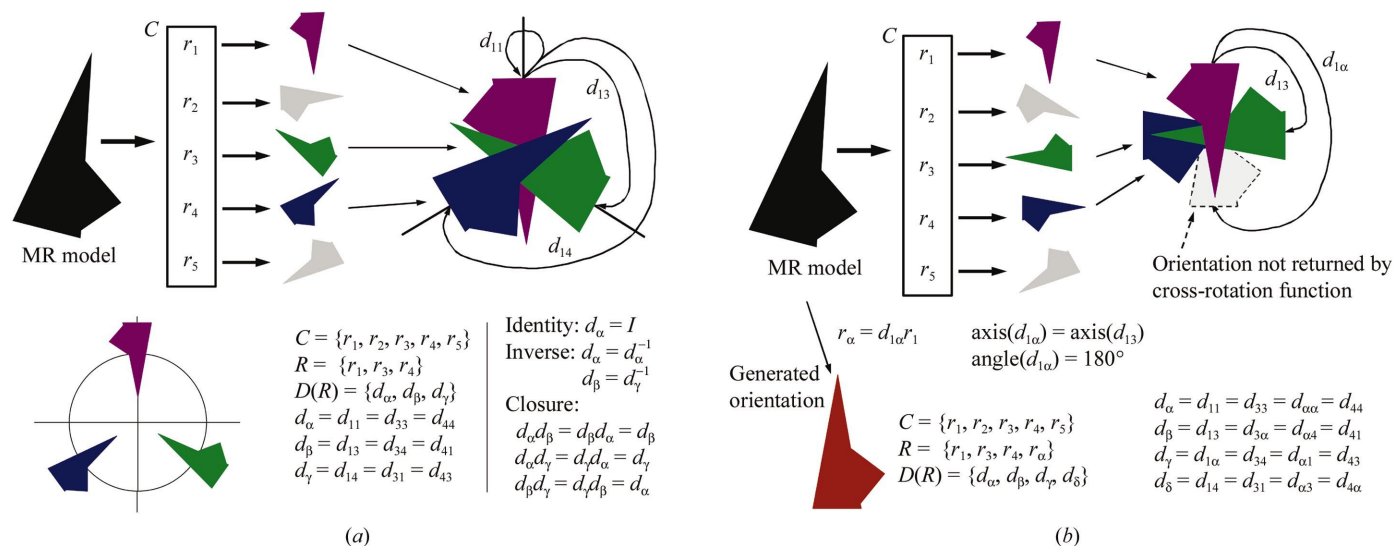 C
r₁
r₂
r₃
r₄
r₅
MR model
d₁₁
d₁₃
d₁₄
C = {r₁, r₂, r₃, r₄, r₅}
R = {r₁, r₃, r₄}
D(R) = {dα, dβ, dγ}
dα = d₁₁ = d₃₃ = d₄₄
dβ = d₁₃ = d₃₄ = d₄₁
dγ = d₁₄ = d₃₁ = d₄₃
Identity: dα = I
Inverse: dα = dα⁻¹
dβ = dγ⁻¹
Closure:
dαdβ = dβdα = dβ
dαdγ = dγdα = dγ
dβdγ = dγdβ = dα
(a)
C
r₁
r₂
r₃
r₄
r₅
MR model
d₁₃
d₁α
Orientation not returned by
cross-rotation function
rα = d₁αr₁
axis(d₁α) = axis(d₁₃)
angle(d₁α) = 180°
Generated
orientation
C = {r₁, r₂, r₃, r₄, r₅}
R = {r₁, r₃, r₄, rα}
D(R) = {dα, dβ, dγ, dδ}
dα = d₁₁ = d₃₃ = dαα = d₄₄
dβ = d₁₃ = d₃α = dα₄ = d₄₁
dγ = d₁α = d₃₄ = dα₁ = d₄₃
dδ = d₁₄ = d₃₁ = dα₃ = d₄α
(b)